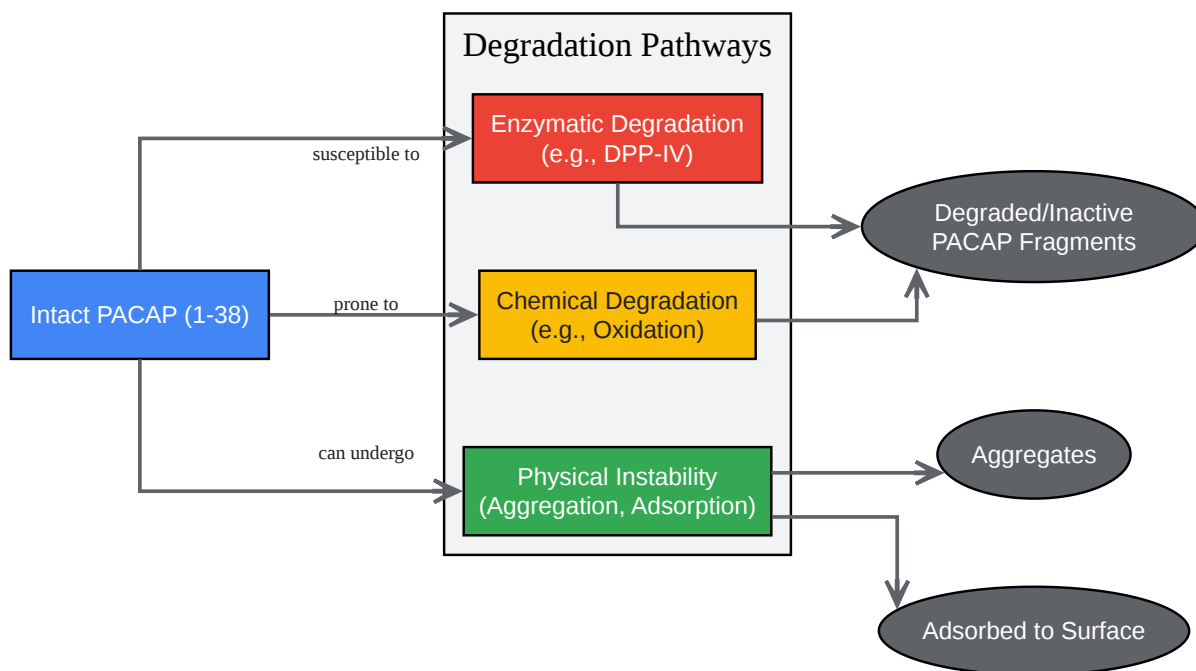 Degradation Pathways
Enzymatic Degradation
(e.g., DPP-IV)
susceptible to
Degraded/Inactive
PACAP Fragments
Intact PACAP (1-38)
prone to
Chemical Degradation
(e.g., Oxidation)
can undergo
Physical Instability
(Aggregation, Adsorption)
Aggregates
Adsorbed to Surface